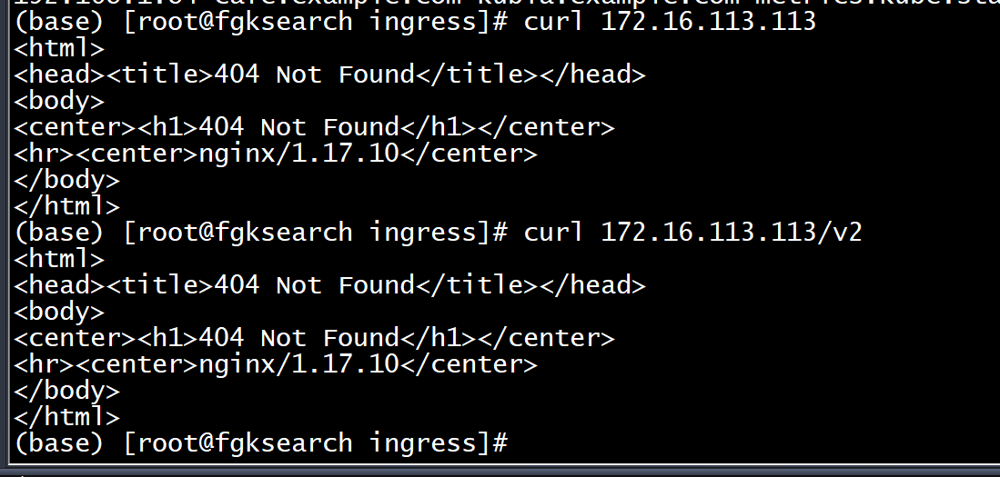 (base) [root@fgksearch ingress]# curl 172.16.113.113
<html>
<head><title>404 Not Found</title></head>
<body>
<center><h1>404 Not Found</h1></center>
<hr><center>nginx/1.17.10</center>
</body>
</html>
(base) [root@fgksearch ingress]# curl 172.16.113.113/v2
<html>
<head><title>404 Not Found</title></head>
<body>
<center><h1>404 Not Found</h1></center>
<hr><center>nginx/1.17.10</center>
</body>
</html>
(base) [root@fgksearch ingress]#